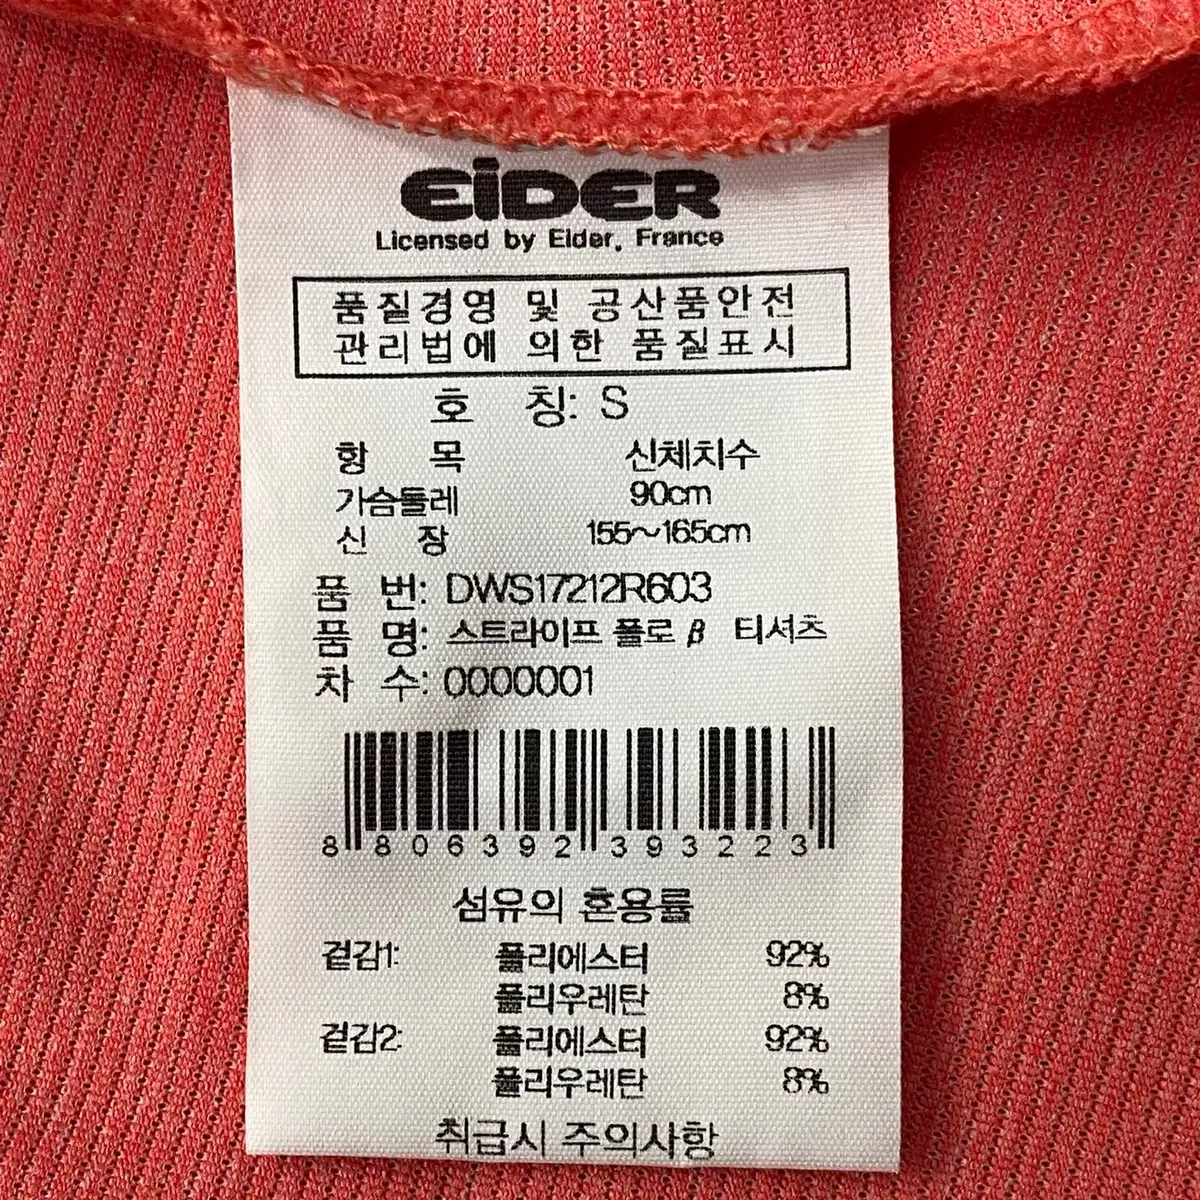 EiDER
Licensed by Eider, France
품질경영 및 공산품안전
관리법에 의한 품질표시
호 칭: S
항 목 신체치수
가슴둘레 90cm
신 장 155~165cm
품 번: DWS17212R603
품 명: 스트라이프 폴로 β 티셔츠
차 수: 0000001
8 806392 393223
섬유의 혼용률
겉감1: 폴리에스터 92%
폴리우레탄 8%
겉감2: 폴리에스터 92%
폴리우레탄 8%
취급시 주의사항